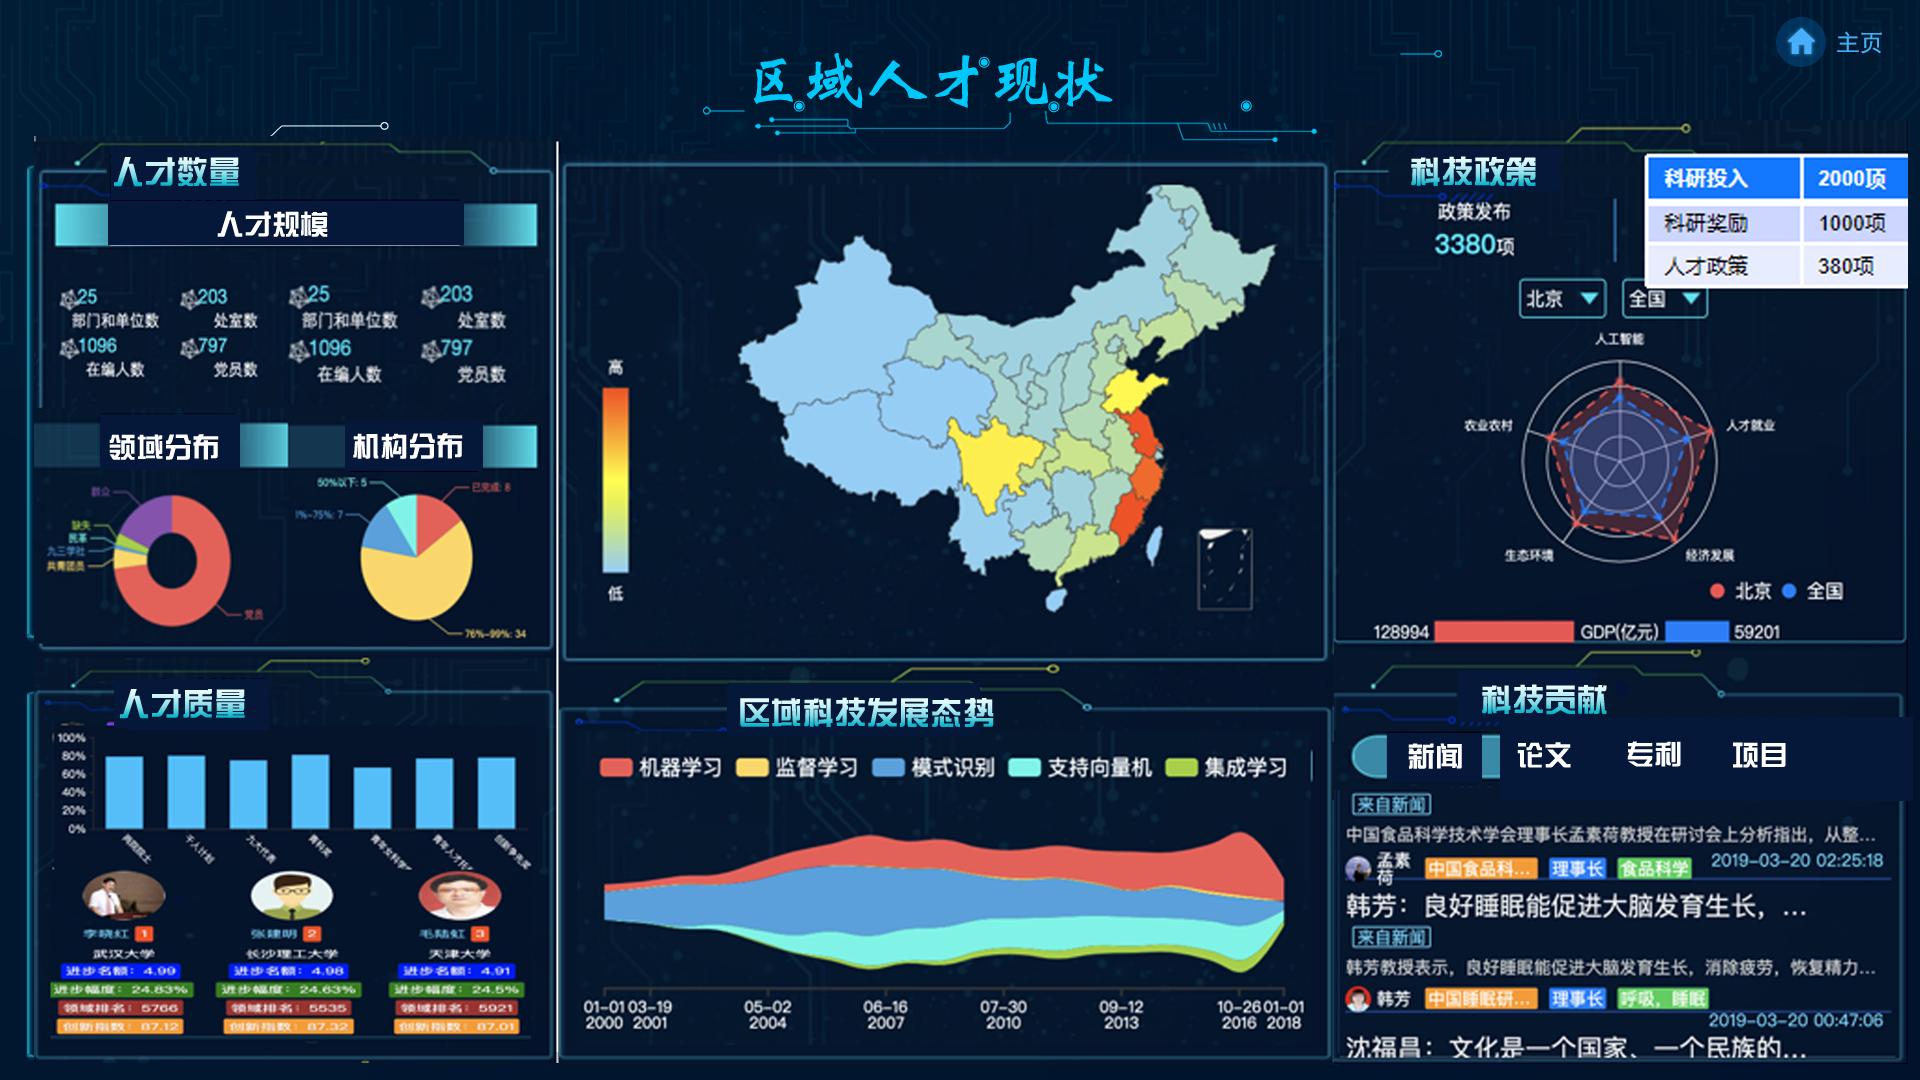 主页
区域人才现状
人才数量
人才规模
25
部门和单位数
203
处室数
25
部门和单位数
203
处室数
1096
在编人数
797
党员数
1096
在编人数
797
党员数
领域分布
机构分布
群众
缺失
民革
九三学社
共青团员
党员
50%以下: 5
已完成: 8
1%-75%: 7
76%-99%: 34
人才质量
100%
80%
60%
40%
20%
0%
两院院士
千人计划
九大代表
青科奖
创新争先奖
李晓红 1
武汉大学
进步名额: 4.99
进步幅度: 24.83%
领域排名: 5766
创新指数: 87.12
张建明 2
长沙理工大学
进步名额: 4.98
进步幅度: 24.63%
领域排名: 5535
创新指数: 87.32
毛陆虹 3
天津大学
进步名额: 4.91
进步幅度: 24.5%
领域排名: 5921
创新指数: 87.01
高
低
区域科技发展态势
机器学习
监督学习
模式识别
支持向量机
集成学习
01-01 2000
03-19 2001
05-02 2004
06-16 2007
07-30 2010
09-12 2013
10-26 2016
01-01 2018
科技政策
政策发布
3380项
科研投入 2000顶
科研奖励 1000项
人才政策 380项
北京
全国
人工智能
农业农村
人才就业
生态环境
经济发展
北京
全国
128994 GDP(亿元) 59201
科技贡献
新闻
论文
专利
项目
来自新闻
中国食品科学技术学会理事长孟素荷教授在研讨会上分析指出，从整...
孟素荷
中国食品科... 理事长 食品科学
2019-03-20 02:25:18
韩芳：良好睡眠能促进大脑发育生长，...
来自新闻
韩芳教授表示，良好睡眠能促进大脑发育生长，消除疲劳，恢复精力...
韩芳
中国睡眠研... 理事长 呼吸，睡眠
2019-03-20 00:47:06
沈福昌：文化是一个国家、一个民族的...